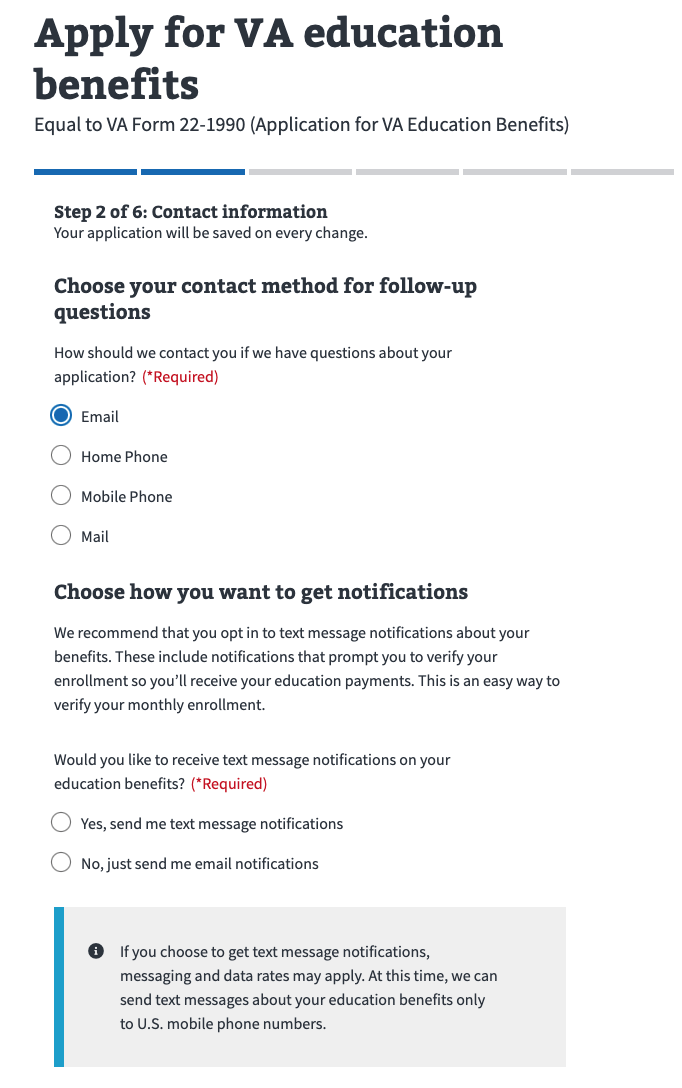 Apply for VA education
benefits
Equal to VA Form 22-1990 (Application for VA Education Benefits)
Step 2 of 6: Contact information
Your application will be saved on every change.
Choose your contact method for follow-up
questions
How should we contact you if we have questions about your
application? (*Required)
Email
Home Phone
Mobile Phone
Mail
Choose how you want to get notifications
We recommend that you opt in to text message notifications about your
benefits. These include notifications that prompt you to verify your
enrollment so you’ll receive your education payments. This is an easy way to
verify your monthly enrollment.
Would you like to receive text message notifications on your
education benefits? (*Required)
Yes, send me text message notifications
No, just send me email notifications
If you choose to get text message notifications,
messaging and data rates may apply. At this time, we can
send text messages about your education benefits only
to U.S. mobile phone numbers.